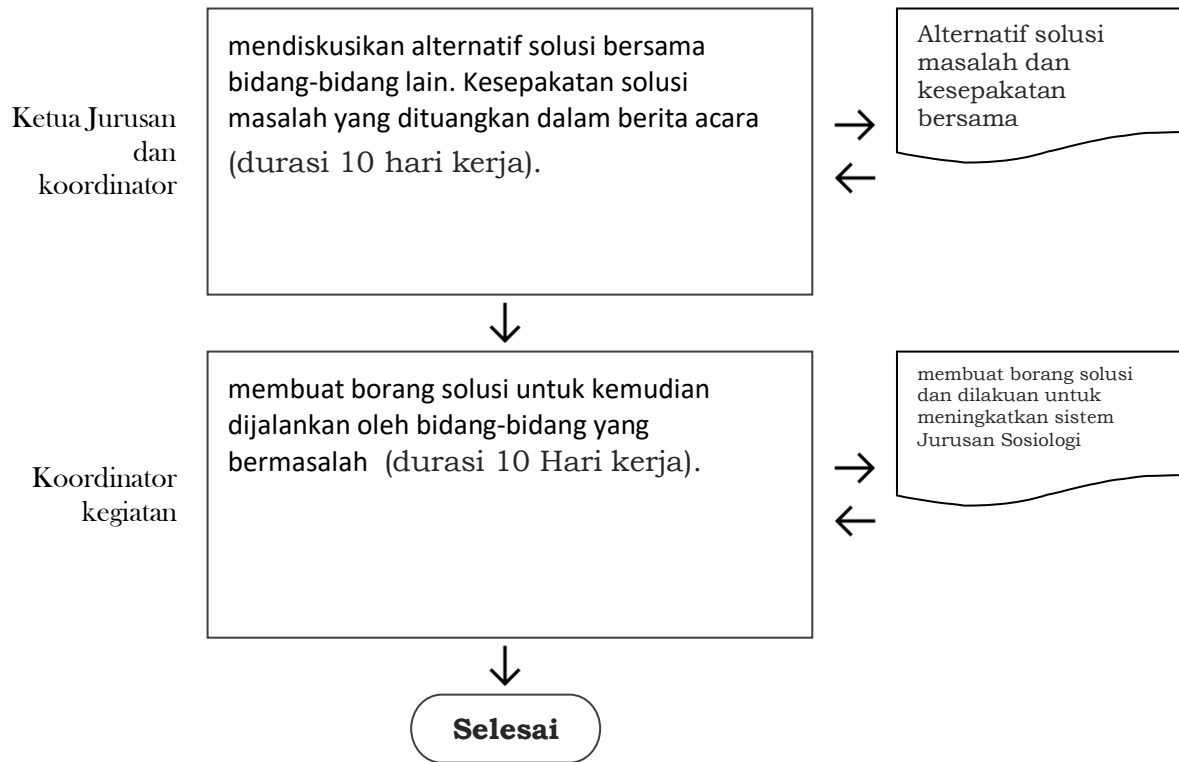 Ketua Jurusan
dan
koordinator
mendiskusikan alternatif solusi bersama
bidang-bidang lain. Kesepakatan solusi
masalah yang dituangkan dalam berita acara
(durasi 10 hari kerja).
Alternatif solusi
masalah dan
kesepakatan
bersama
Koordinator
kegiatan
membuat borang solusi untuk kemudian
dijalankan oleh bidang-bidang yang
bermasalah (durasi 10 Hari kerja).
membuat borang solusi
dan dilakuan untuk
meningkatkan sistem
Jurusan Sosiologi
Selesai